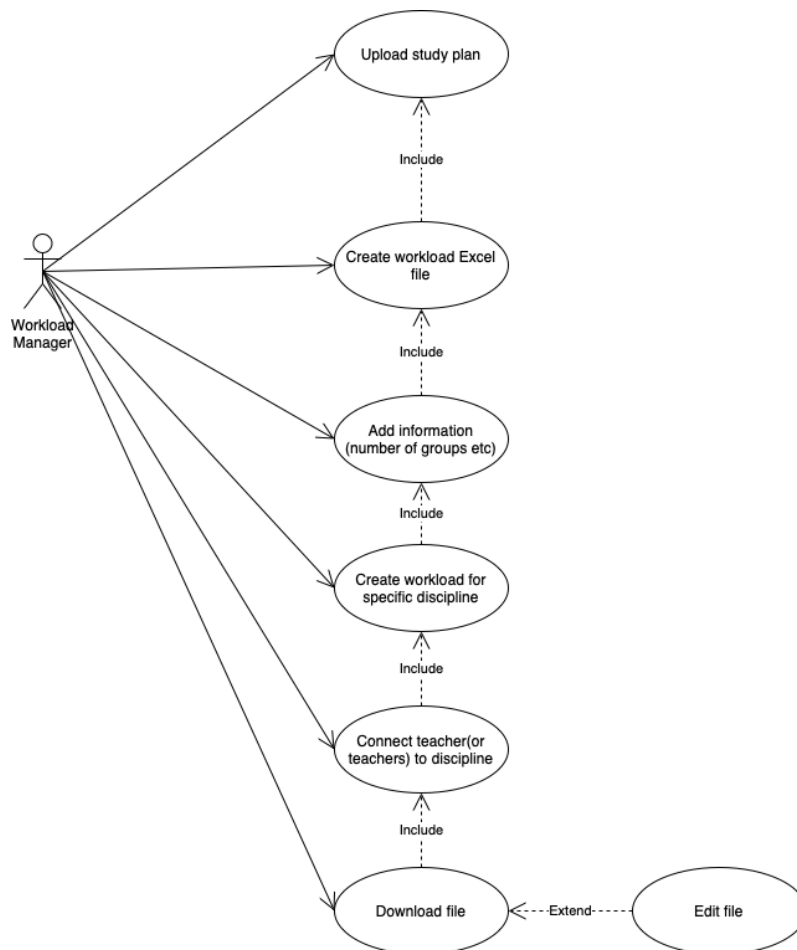 Upload study plan
Include
Create workload Excel
file
Workload
Manager
Include
Add information
(number of groups etc)
Include
Create workload for
specific discipline
Include
Connect teacher(or
teachers) to discipline
Include
Download file
Extend
Edit file